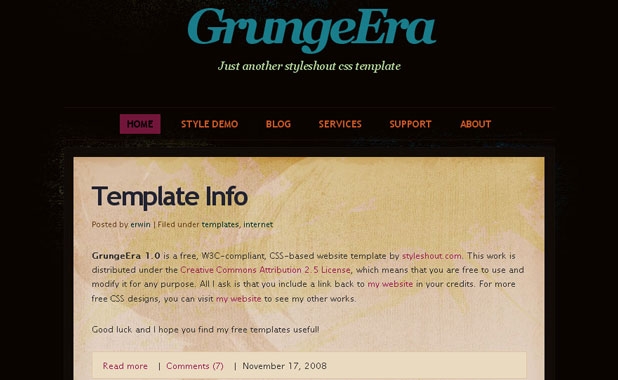 GrungeEra
Just another styleshout css template
HOME STYLE DEMO BLOG SERVICES SUPPORT ABOUT
Template Info
Posted by erwin | Filed under templates, internet
GrungeEra 1.0 is a free, W3C-compliant, CSS-based website template by styleshout.com. This work is
distributed under the Creative Commons Attribution 2.5 License, which means that you are free to use and
modify it for any purpose. All I ask is that you include a link back to my website in your credits. For more
free CSS designs, you can visit my website to see my other works.
Good luck and I hope you find my free templates useful!
Read more | Comments (7) | November 17, 2008